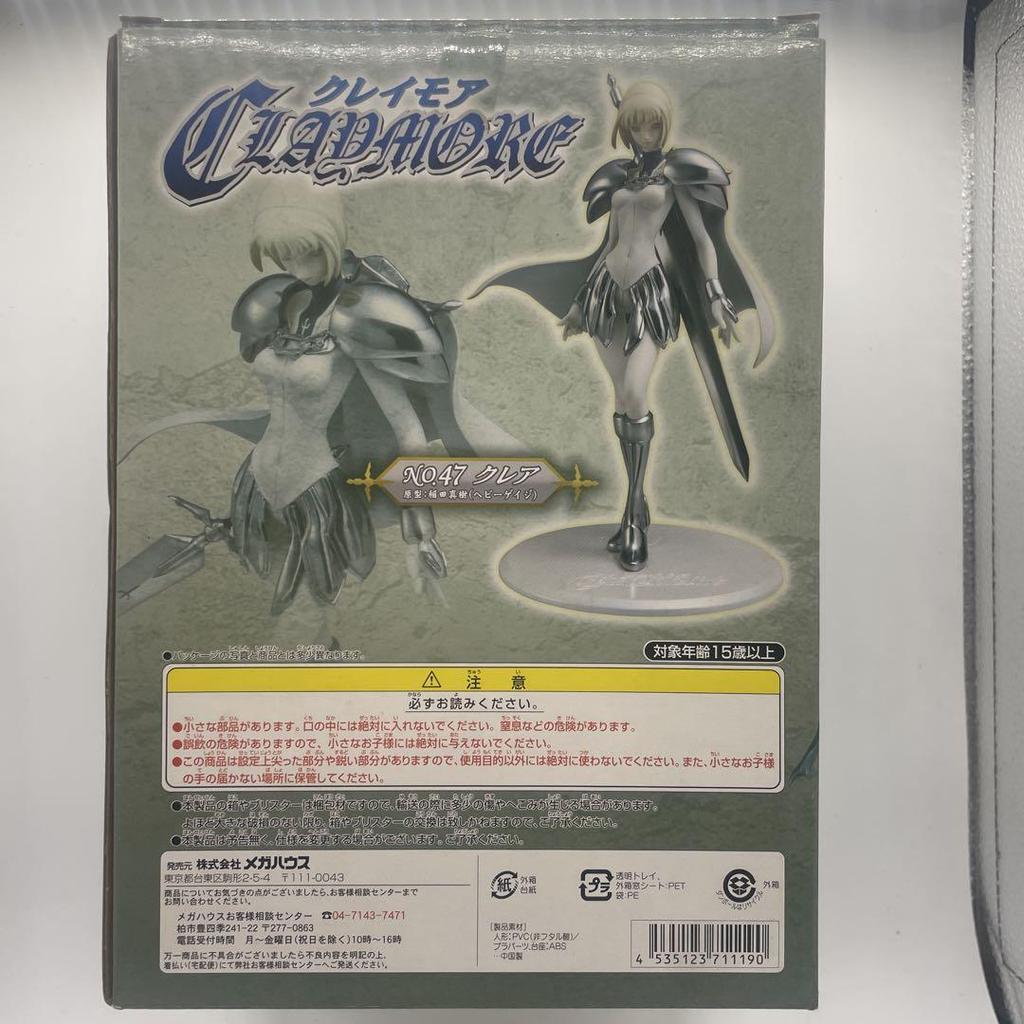 クレイモア
CLAYMORE
NO.47 クレア
原型:稲田真樹(ヘビーゲイジ)
●パッケージの写真と商品とは多少異なります。
対象年齢15歳以上
⚠ 注意
必ずお読みください。
●小さな部品があります。口の中には絶対に入れないでください。窒息などの危険があります。
●誤飲の危険がありますので、小さなお子様には絶対に与えないでください。
●この商品は設定上尖った部分や鋭い部分がありますので、使用目的以外には絶対に使わないでください。また、小さなお子様
の手の届かない場所に保管してください。
●本製品の箱やブリスターは梱包材ですので、輸送の際に多少の傷やへこみが生じる場合があります。
よほど大きな破損のない限り、箱やブリスターの交換は致しかねますので、ご了承ください。
●本製品は予告無く、仕様を変更する場合がございます。ご了承ください。
発売元 株式会社 メガハウス
東京都台東区駒形2-5-4 〒111-0043
商品についてお気づきの点がございましたら、お客様相談センターまで
お問い合わせください。
メガハウスお客様相談センター ☎04-7143-7471
柏市豊四季241-22 〒277-0863
電話受付時間 月~金曜日(祝日を除く)10時~16時
万一商品に不具合がございましたら不良内容を明記の上、
着払い(宅配便)にて弊社お客様相談センターへご発送ください。
紙
外箱
台紙
プラ
透明トレイ、
外箱窓シート:PET
袋:PE
ダンボールはリサイクル
外箱
[製品素材]
人形:PVC(非フタル酸)/
プラパーツ、台座:ABS
…中国製
4 535123 711190